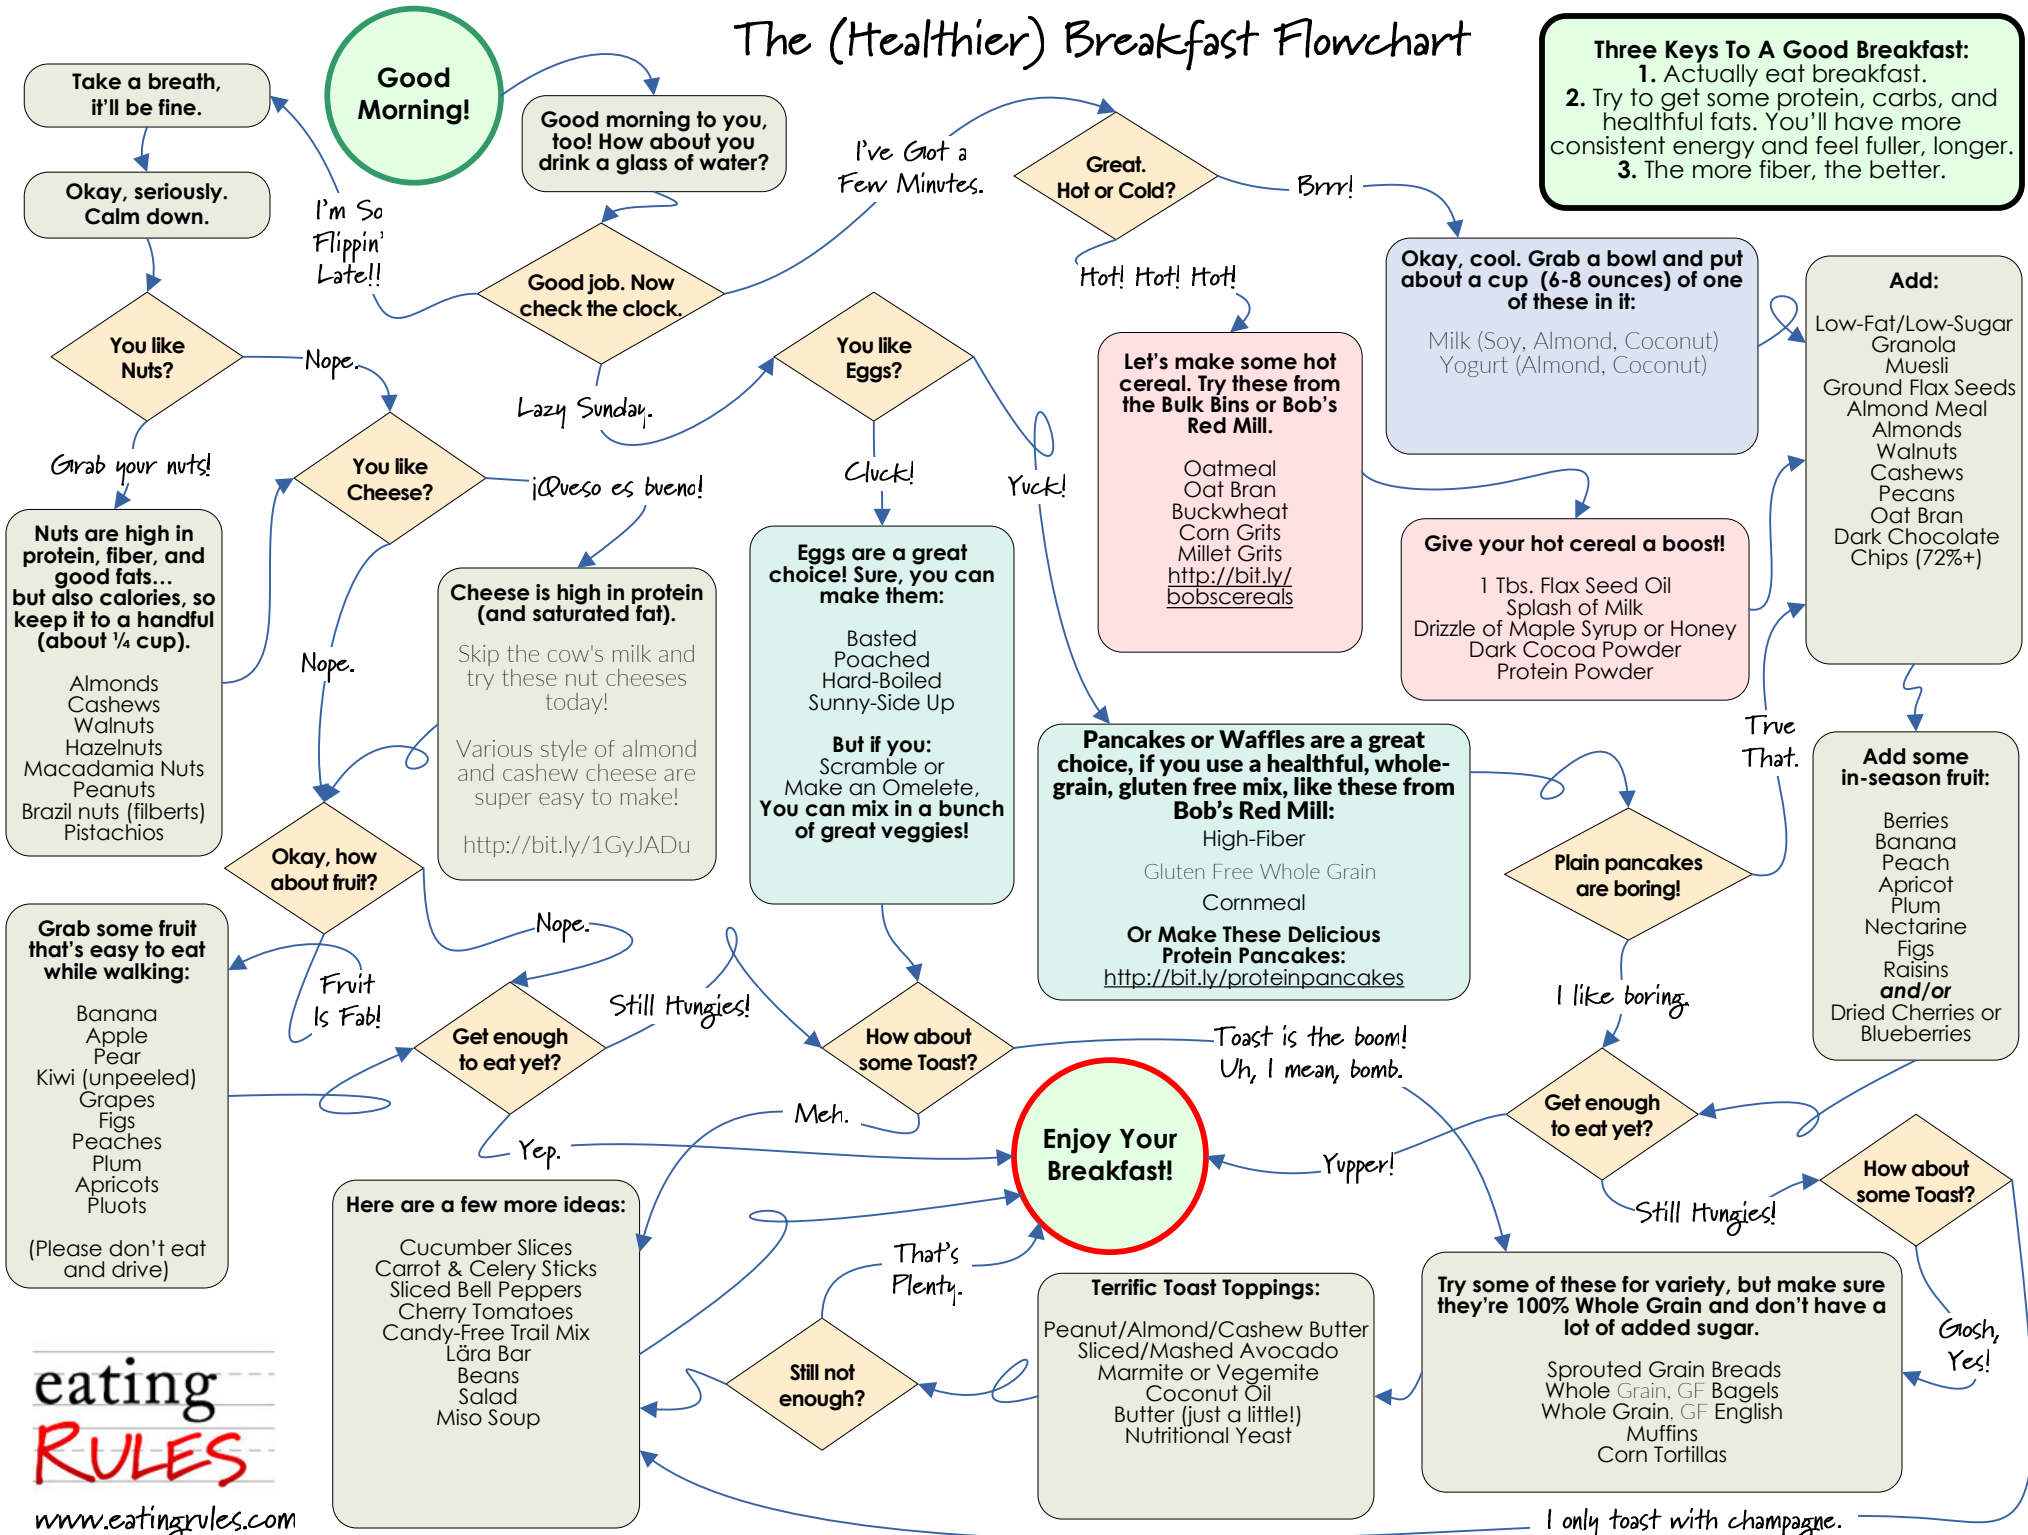 The (Healthier) Breakfast Flowchart
Three Keys To A Good Breakfast:
1. Actually eat breakfast.
2. Try to get some protein, carbs, and
healthful fats. You'll have more
consistent energy and feel fuller, longer.
3. The more fiber, the better.
Good
Morning!
Good morning to you,
too! How about you
drink a glass of water?
Good job. Now
check the clock.
I'm So
Flippin'
Late!!
Take a breath,
it'll be fine.
Okay, seriously.
Calm down.
You like
Nuts?
Nope.
Grab your nuts!
Nuts are high in
protein, fiber, and
good fats...
but also calories, so
keep it to a handful
(about ¼ cup).
Almonds
Cashews
Walnuts
Hazelnuts
Macadamia Nuts
Peanuts
Brazil nuts (filberts)
Pistachios
You like
Cheese?
¡Queso es bueno!
Nope.
Cheese is high in protein
(and saturated fat).
Skip the cow's milk and
try these nut cheeses
today!
Various style of almond
and cashew cheese are
super easy to make!
http://bit.ly/1GyJADu
Okay, how
about fruit?
Nope.
Fruit
Is Fab!
Grab some fruit
that's easy to eat
while walking:
Banana
Apple
Pear
Kiwi (unpeeled)
Grapes
Figs
Peaches
Plum
Apricots
Pluots
(Please don't eat
and drive)
Get enough
to eat yet?
Still Hungies!
Yep.
Lazy Sunday.
You like
Eggs?
Cluck!
Yuck!
Eggs are a great
choice! Sure, you can
make them:
Basted
Poached
Hard-Boiled
Sunny-Side Up
But if you:
Scramble or
Make an Omelete,
You can mix in a bunch
of great veggies!
How about
some Toast?
Meh.
Toast is the boom!
Uh, I mean, bomb.
I've Got a
Few Minutes.
Great.
Hot or Cold?
Brrr!
Hot! Hot! Hot!
Okay, cool. Grab a bowl and put
about a cup (6-8 ounces) of one
of these in it:
Milk (Soy, Almond, Coconut)
Yogurt (Almond, Coconut)
Let's make some hot
cereal. Try these from
the Bulk Bins or Bob's
Red Mill.
Oatmeal
Oat Bran
Buckwheat
Corn Grits
Millet Grits
http://bit.ly/
bobscereals
Give your hot cereal a boost!
1 Tbs. Flax Seed Oil
Splash of Milk
Drizzle of Maple Syrup or Honey
Dark Cocoa Powder
Protein Powder
Add:
Low-Fat/Low-Sugar
Granola
Muesli
Ground Flax Seeds
Almond Meal
Almonds
Walnuts
Cashews
Pecans
Oat Bran
Dark Chocolate
Chips (72%+)
Pancakes or Waffles are a great
choice, if you use a healthful, whole-
grain, gluten free mix, like these from
Bob's Red Mill:
High-Fiber
Gluten Free Whole Grain
Cornmeal
Or Make These Delicious
Protein Pancakes:
http://bit.ly/proteinpancakes
Plain pancakes
are boring!
True
That.
I like boring.
Add some
in-season fruit:
Berries
Banana
Peach
Apricot
Plum
Nectarine
Figs
Raisins
and/or
Dried Cherries or
Blueberries
Get enough
to eat yet?
Yupper!
Still Hungies!
How about
some Toast?
Gosh,
Yes!
I only toast with champagne.
Try some of these for variety, but make sure
they're 100% Whole Grain and don't have a
lot of added sugar.
Sprouted Grain Breads
Whole Grain, GF Bagels
Whole Grain, GF English
Muffins
Corn Tortillas
Terrific Toast Toppings:
Peanut/Almond/Cashew Butter
Sliced/Mashed Avocado
Marmite or Vegemite
Coconut Oil
Butter (just a little!)
Nutritional Yeast
Still not
enough?
That's
Plenty.
Here are a few more ideas:
Cucumber Slices
Carrot & Celery Sticks
Sliced Bell Peppers
Cherry Tomatoes
Candy-Free Trail Mix
Lära Bar
Beans
Salad
Miso Soup
Enjoy Your
Breakfast!
eating
RULES
www.eatingrules.com